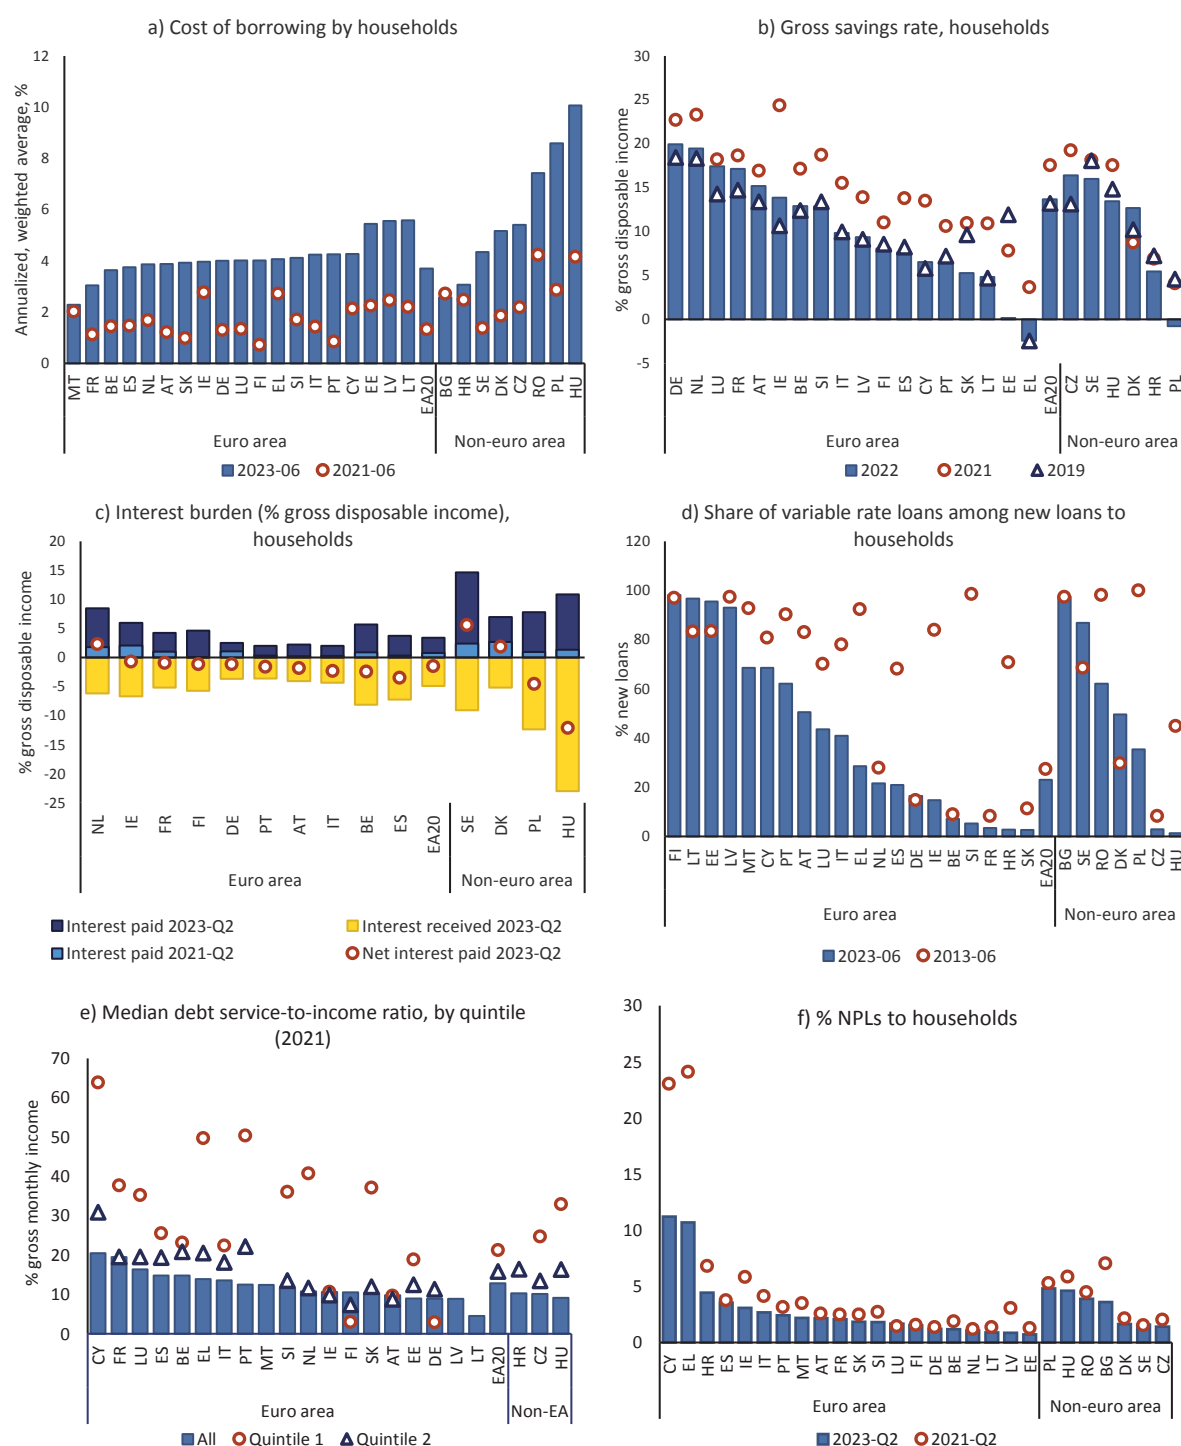 a) Cost of borrowing by households
Annualized, weighted average, %
12
10
8
6
4
2
0
MT FR BE ES NL AT SK IE DE LU FI EL SI IT PT CY EE LV LT EA20 BG HR SE DK CZ RO PL HU
Euro area Non-euro area
2023-06 2021-06
b) Gross savings rate, households
% gross disposable income
30
25
20
15
10
5
0
-5
DE NL LU FR AT IE BE SI IT LV FI ES CY PT SK LT EE EL EA20 CZ SE HU DK HR PL
Euro area Non-euro area
2022 2021 2019
c) Interest burden (% gross disposable income),
households
% gross disposable income
20
15
10
5
0
-5
-10
-15
-20
-25
NL IE FR FI DE PT AT IT BE ES EA20 SE DK PL HU
Euro area Non-euro area
Interest paid 2023-Q2 Interest received 2023-Q2
Interest paid 2021-Q2 Net interest paid 2023-Q2
d) Share of variable rate loans among new loans to
households
% new loans
120
100
80
60
40
20
0
FI LT EE LV MT CY PT AT LU IT EL NL ES DE IE BE SI FR HR SK EA20 BG SE RO DK PL CZ HU
Euro area Non-euro area
2023-06 2013-06
e) Median debt service-to-income ratio, by quintile
(2021)
% gross monthly income
70
60
50
40
30
20
10
0
CY FR LU ES BE EL IT PT MT SI NL IE FI SK AT EE DE LV LT EA20 HR CZ HU
Euro area Non-EA
All Quintile 1 Quintile 2
f) % NPLs to households
30
25
20
15
10
5
0
CY EL HR ES IE IT PT MT AT FR SK SI LU FI DE BE NL LT LV EE PL HU RO BG DK SE CZ
Euro area Non-euro area
2023-Q2 2021-Q2